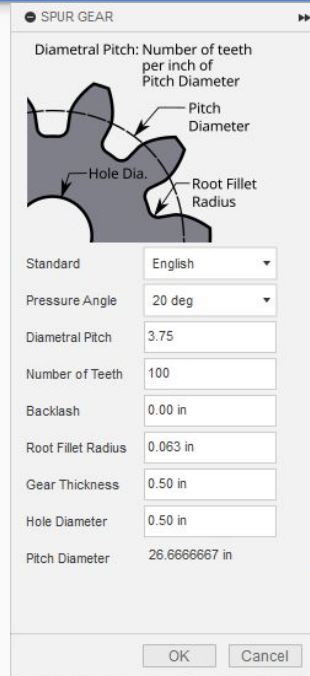 SPUR GEAR
Diametral Pitch: Number of teeth
per inch of
Pitch Diameter
Pitch
Diameter
Hole Dia.
Root Fillet
Radius
Standard English
Pressure Angle 20 deg
Diametral Pitch 3.75
Number of Teeth 100
Backlash 0.00 in
Root Fillet Radius 0.063 in
Gear Thickness 0.50 in
Hole Diameter 0.50 in
Pitch Diameter 26.6666667 in
OK Cancel